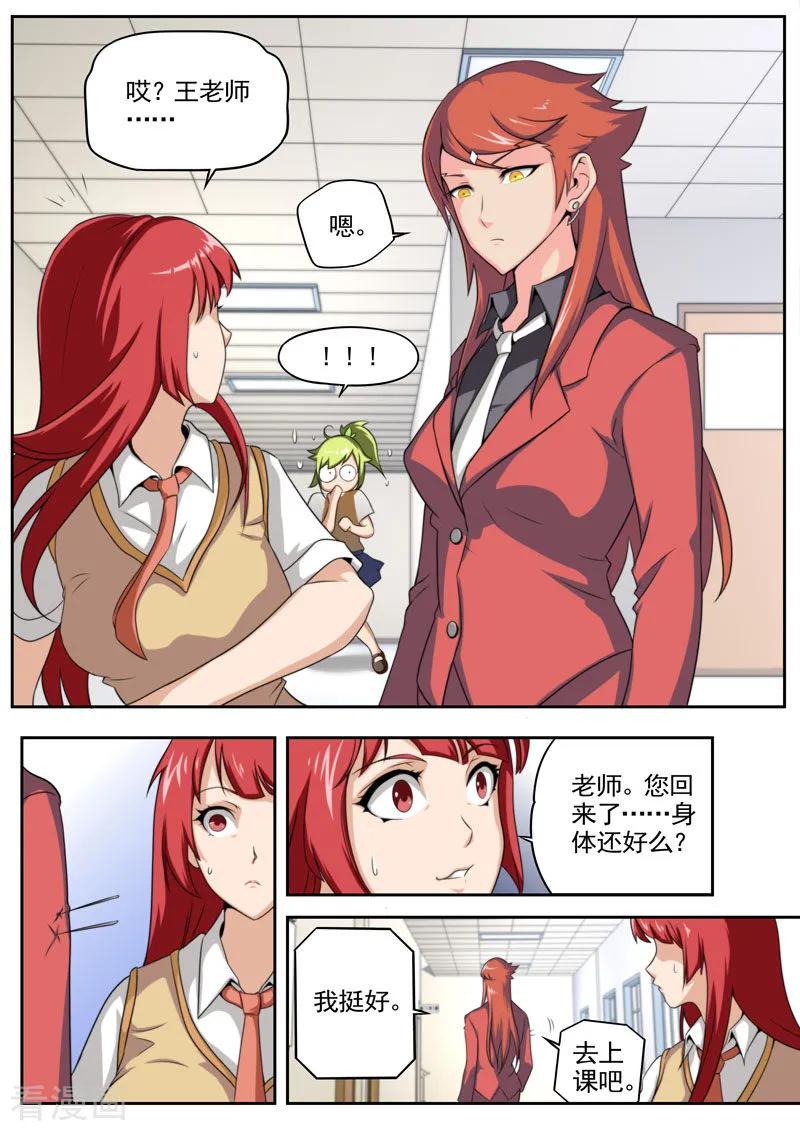 哎？王老师
……
嗯。
！！！
老师。您回
来了……身
体还好么？
我挺好。
去上
课吧。
看漫画